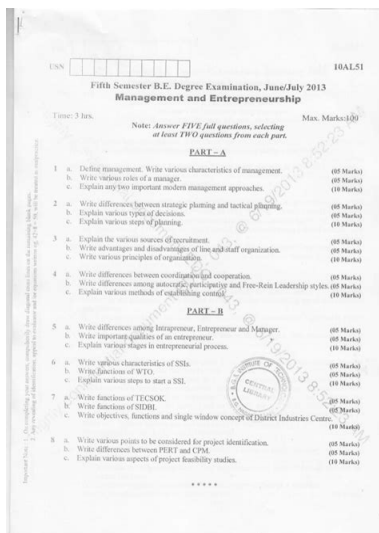 USN
10AL51
Fifth Semester B.E. Degree Examination, June/July 2013
Management and Entrepreneurship
Time: 3 hrs.
Max. Marks:100
Note: Answer FIVE full questions, selecting
at least TWO questions from each part.
PART – A
1 a. Define management. Write various characteristics of management. (05 Marks)
b. Write various roles of a manager. (05 Marks)
c. Explain any two important modern management approaches. (10 Marks)
2 a. Write differences between strategic planning and tactical planning. (05 Marks)
b. Explain various types of decisions. (05 Marks)
c. Explain various steps of planning. (10 Marks)
3 a. Explain the various sources of recruitment. (05 Marks)
b. Write advantages and disadvantages of line and staff organization. (05 Marks)
c. Write various principles of organization. (10 Marks)
4 a. Write differences between coordination and cooperation. (05 Marks)
b. Write differences among autocratic, participative and Free-Rein Leadership styles. (05 Marks)
c. Explain various methods of establishing control. (10 Marks)
PART – B
5 a. Write differences among Intrapreneur, Entrepreneur and Manager. (05 Marks)
b. Write important qualities of an entrepreneur. (05 Marks)
c. Explain various stages in entrepreneurial process. (10 Marks)
6 a. Write various characteristics of SSIs. (05 Marks)
b. Write functions of WTO. (05 Marks)
c. Explain various steps to start a SSI. (10 Marks)
7 a. Write functions of TECSOK. (05 Marks)
b. Write functions of SIDBI. (05 Marks)
c. Write objectives, functions and single window concept of District Industries Centre.
(10 Marks)
8 a. Write various points to be considered for project identification. (05 Marks)
b. Write differences between PERT and CPM. (05 Marks)
c. Explain various aspects of project feasibility studies. (10 Marks)
* * * * *
CENTRAL
LIBRARY